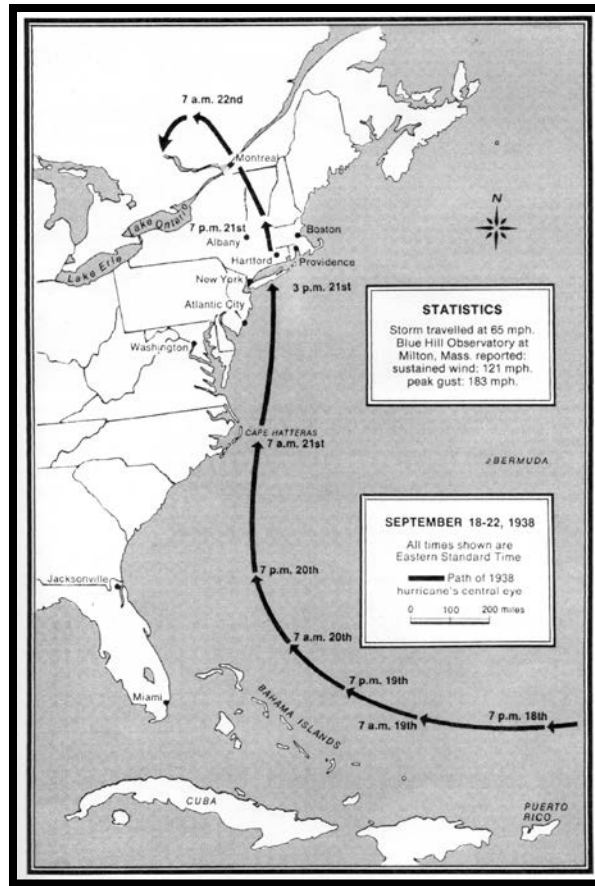 7 a.m. 22nd
Montreal
Lake Ontario
7 p.m. 21st
Albany
Boston
Lake Erie
Hartford
Providence
New York
3 p.m. 21st
Atlantic City
Washington
N
STATISTICS
Storm travelled at 65 mph.
Blue Hill Observatory at
Milton, Mass. reported:
sustained wind: 121 mph.
peak gust: 183 mph.
CAPE HATTERAS
7 a.m. 21st
BERMUDA
SEPTEMBER 18-22, 1938
All times shown are
Eastern Standard Time
Path of 1938
hurricane's central eye
0 100 200 miles
7 p.m. 20th
Jacksonville
7 a.m. 20th
7 p.m. 19th
Miami
BAHAMA ISLANDS
7 a.m. 19th
7 p.m. 18th
CUBA
PUERTO
RICO